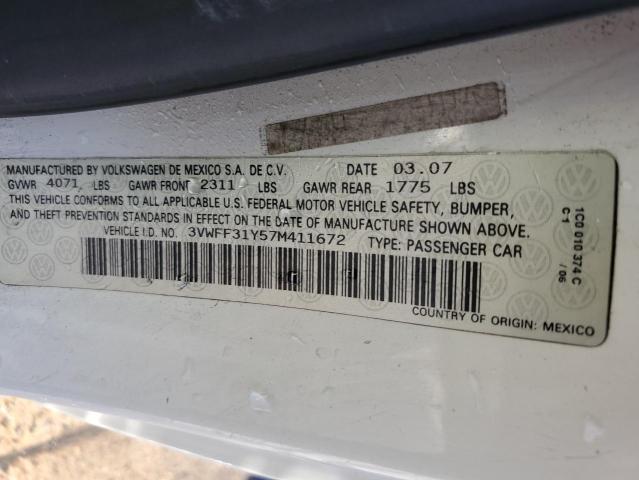 MANUFACTURED BY VOLKSWAGEN DE MEXICO S.A. DE C.V. DATE 03.07
GVWR 4071 LBS GAWR FRONT 2311 LBS GAWR REAR 1775 LBS
THIS VEHICLE CONFORMS TO ALL APPLICABLE U.S. FEDERAL MOTOR VEHICLE SAFETY, BUMPER,
AND THEFT PREVENTION STANDARDS IN EFFECT ON THE DATE OF MANUFACTURE SHOWN ABOVE.
VEHICLE I.D. NO. 3VWFF31Y57M411672 TYPE: PASSENGER CAR
COUNTRY OF ORIGIN: MEXICO
1C0 010 374 C
C-1 / 06